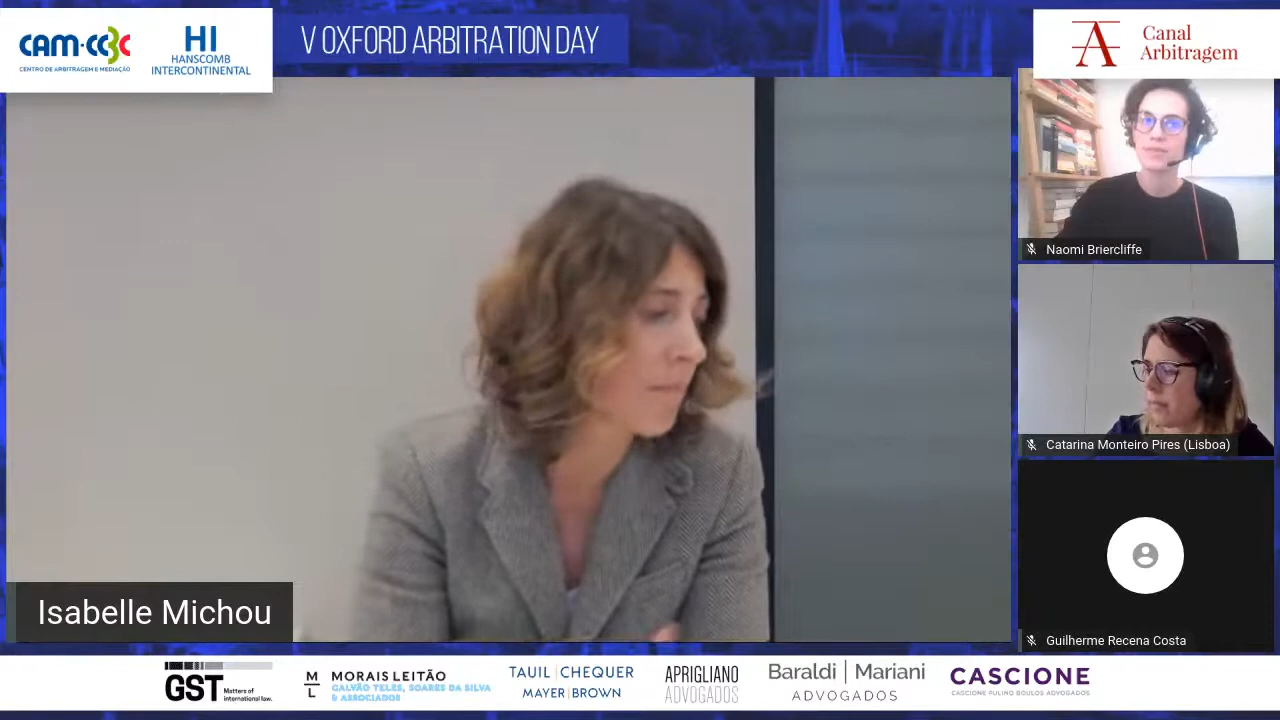 CAM·CCBC
CENTRO DE ARBITRAGEM E MEDIAÇÃO
HI
HANSCOMB
INTERCONTINENTAL
V OXFORD ARBITRATION DAY
A
Canal
Arbitragem
Naomi Briercliffe
Catarina Monteiro Pires (Lisboa)
Isabelle Michou
Guilherme Recena Costa
GST Matters of
international law.
M
L
MORAIS LEITÃO
GALVÃO TELES, SOARES DA SILVA
& ASSOCIADOS
TAUIL | CHEQUER
MAYER | BROWN
APRIGLIANO
ADVOGADOS
Baraldi | Mariani
ADVOGADOS
CASCIONE
CASCIONE PULINO BOULOS ADVOGADOS